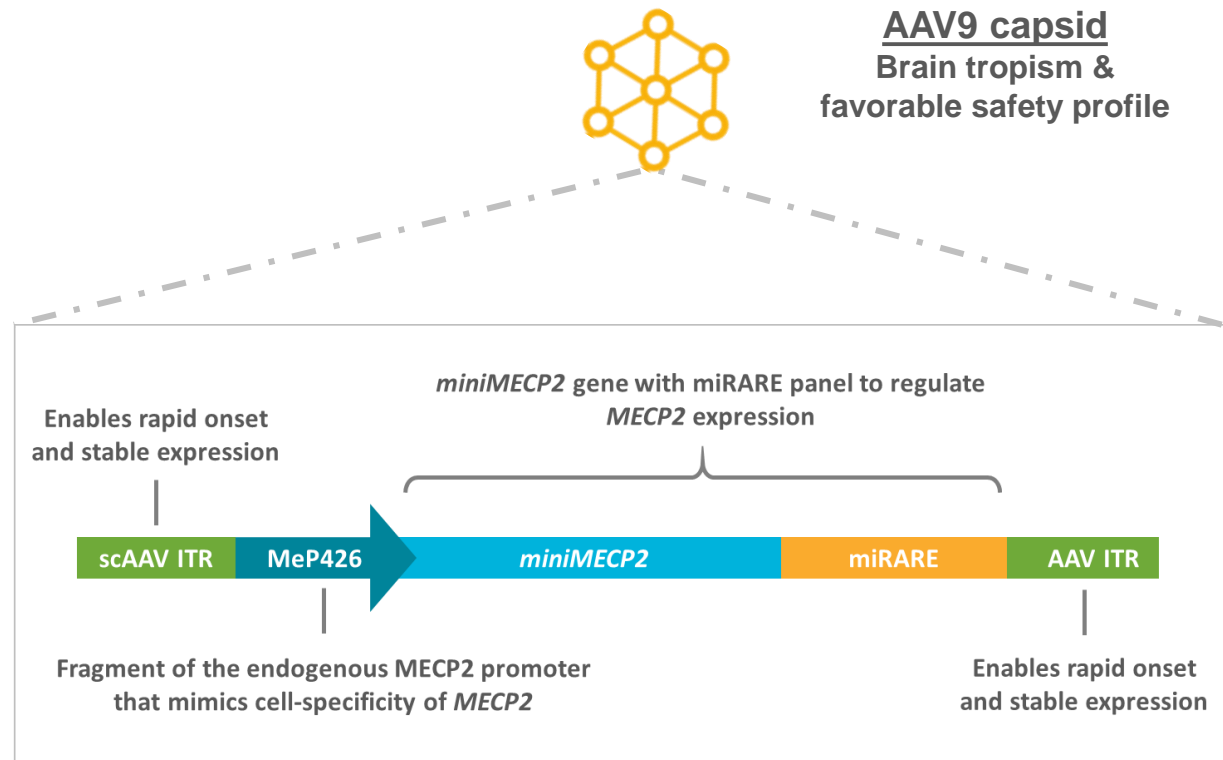 AAV9 capsid
Brain tropism &
favorable safety profile
miniMECP2 gene with miRARE panel to regulate
MECP2 expression
Enables rapid onset
and stable expression
scAAV ITR
MeP426
miniMECP2
miRARE
AAV ITR
Fragment of the endogenous MECP2 promoter
that mimics cell-specificity of MECP2
Enables rapid onset
and stable expression